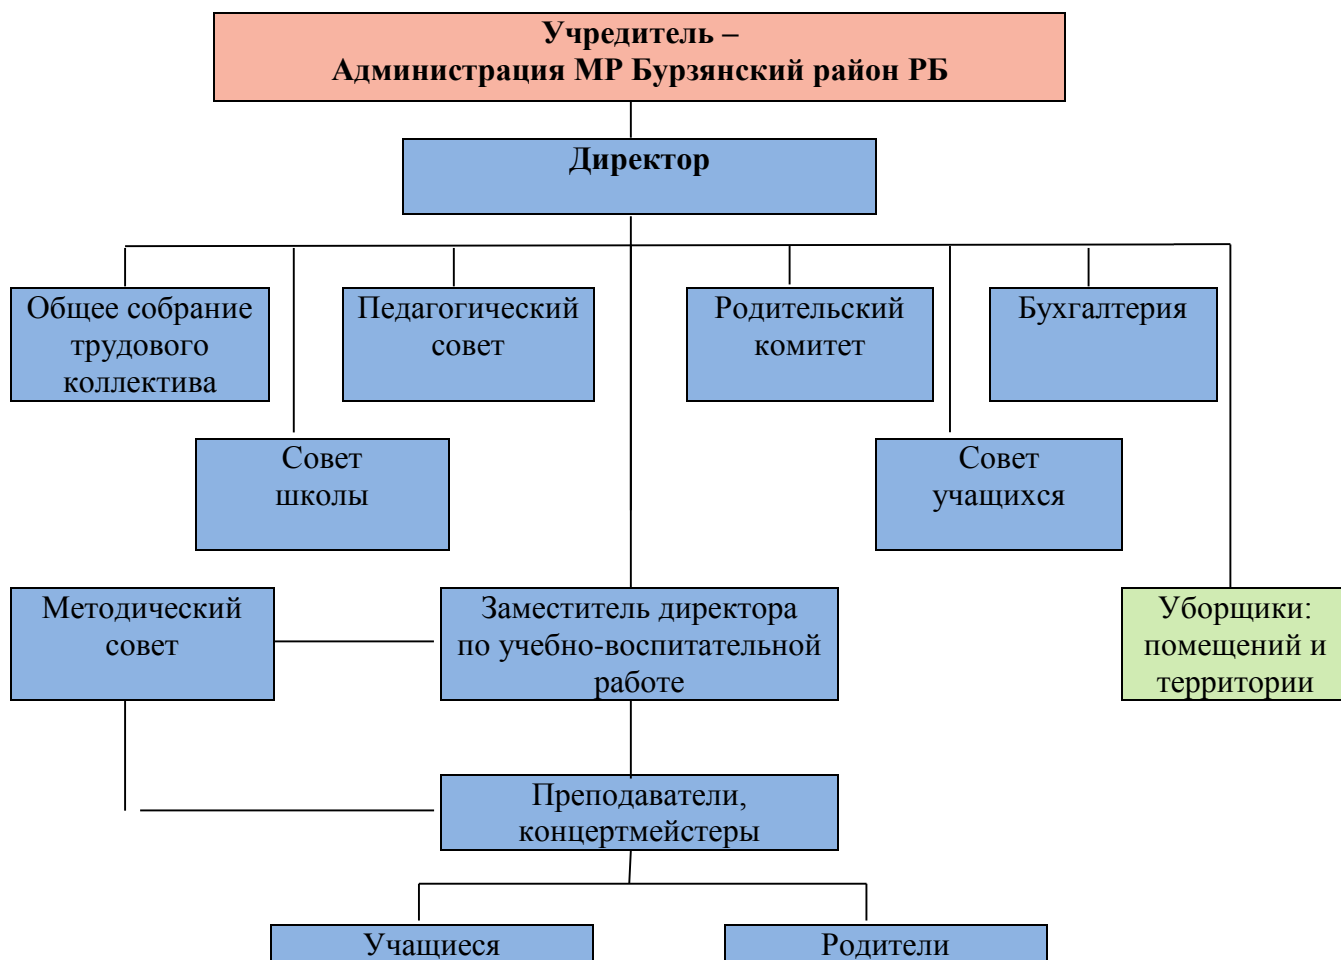 Учредитель –
Администрация МР Бурзянский район РБ
Директор
Общее собрание
трудового
коллектива
Педагогический
совет
Родительский
комитет
Бухгалтерия
Совет
школы
Совет
учащихся
Методический
совет
Заместитель директора
по учебно-воспитательной
работе
Уборщики:
помещений и
территории
Преподаватели,
концертмейстеры
Учащиеся
Родители